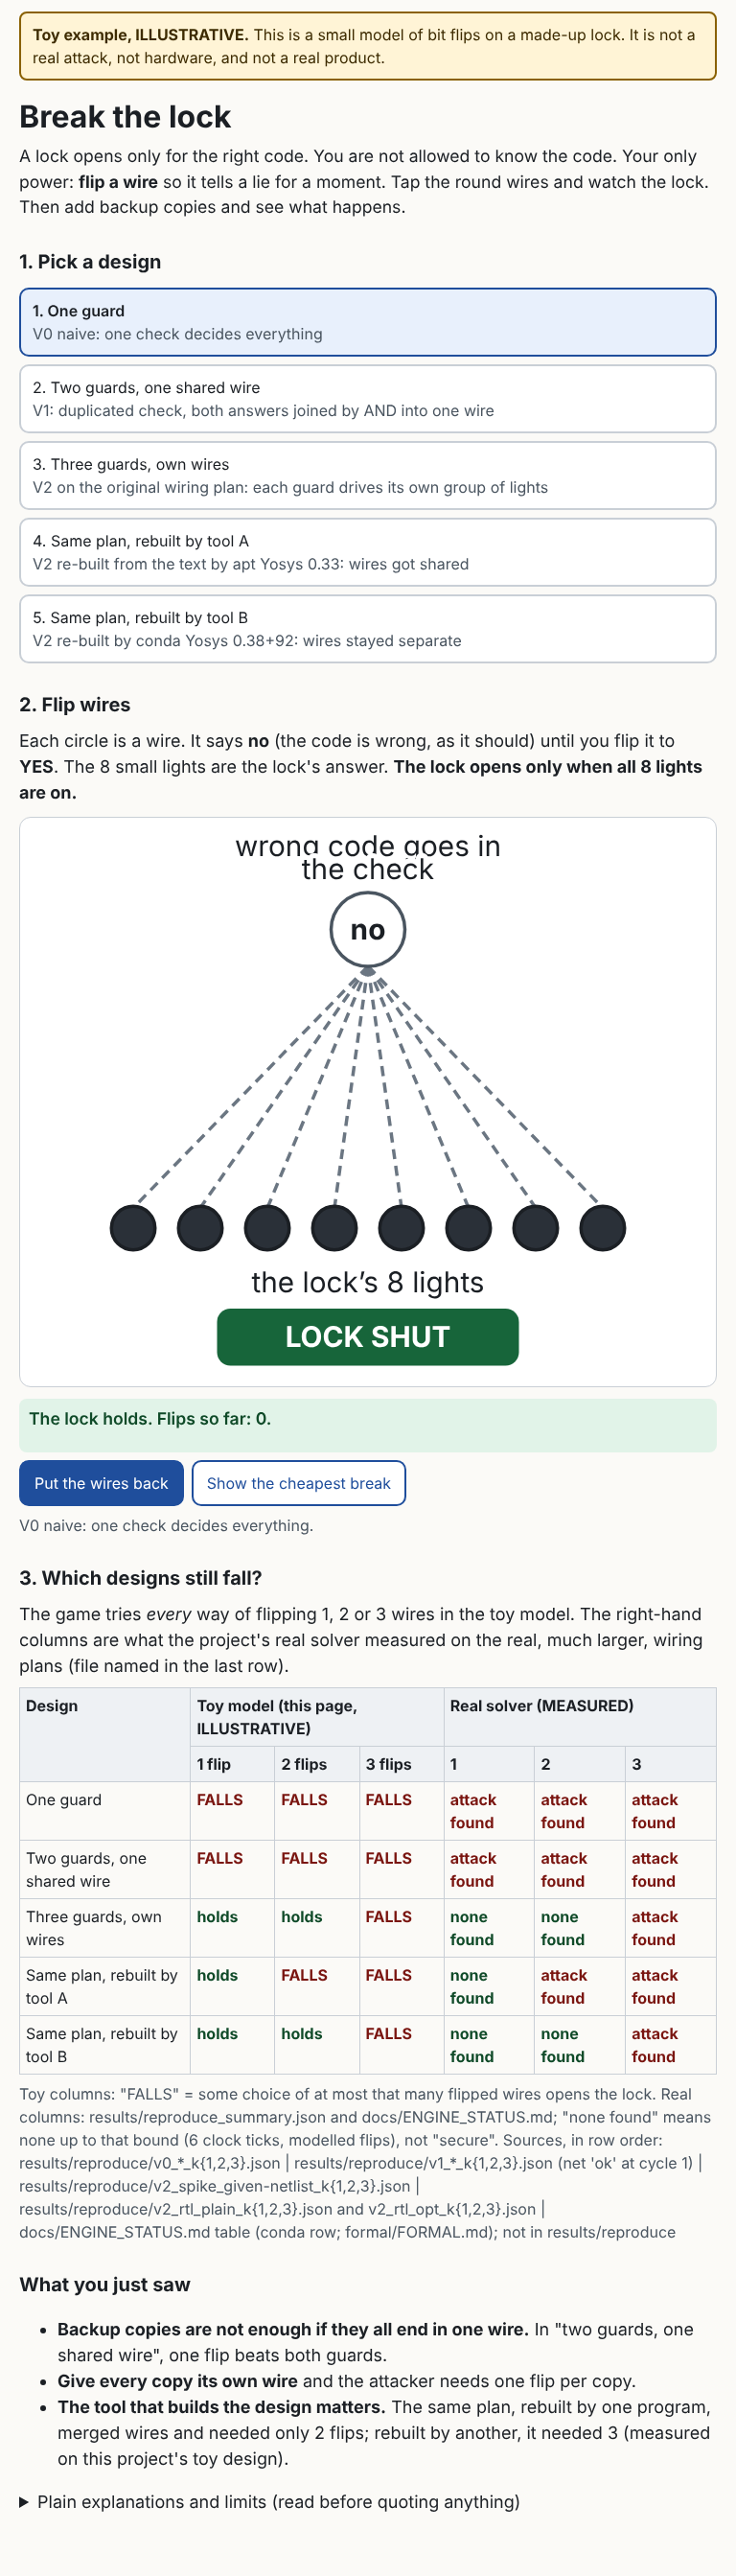 Toy example, ILLUSTRATIVE. This is a small model of bit flips on a made-up lock. It is not a
real attack, not hardware, and not a real product.
Break the lock
A lock opens only for the right code. You are not allowed to know the code. Your only
power: flip a wire so it tells a lie for a moment. Tap the round wires and watch the lock.
Then add backup copies and see what happens.
1. Pick a design
1. One guard
V0 naive: one check decides everything
2. Two guards, one shared wire
V1: duplicated check, both answers joined by AND into one wire
3. Three guards, own wires
V2 on the original wiring plan: each guard drives its own group of lights
4. Same plan, rebuilt by tool A
V2 re-built from the text by apt Yosys 0.33: wires got shared
5. Same plan, rebuilt by tool B
V2 re-built by conda Yosys 0.38+92: wires stayed separate
2. Flip wires
Each circle is a wire. It says no (the code is wrong, as it should) until you flip it to
YES. The 8 small lights are the lock's answer. The lock opens only when all 8 lights
are on.
wrong code goes in
the check
no
the lock’s 8 lights
LOCK SHUT
The lock holds. Flips so far: 0.
Put the wires back Show the cheapest break
V0 naive: one check decides everything.
3. Which designs still fall?
The game tries every way of flipping 1, 2 or 3 wires in the toy model. The right-hand
columns are what the project's real solver measured on the real, much larger, wiring
plans (file named in the last row).
Design Toy model (this page, Real solver (MEASURED)
ILLUSTRATIVE)
1 flip 2 flips 3 flips 1 2 3
One guard FALLS FALLS FALLS attack attack attack
found found found
Two guards, one FALLS FALLS FALLS attack attack attack
shared wire found found found
Three guards, own holds holds FALLS none none attack
wires found found found
Same plan, rebuilt by holds FALLS FALLS none attack attack
tool A found found found
Same plan, rebuilt by holds holds FALLS none none attack
tool B found found found
Toy columns: "FALLS" = some choice of at most that many flipped wires opens the lock. Real
columns: results/reproduce_summary.json and docs/ENGINE_STATUS.md; "none found" means
none up to that bound (6 clock ticks, modelled flips), not "secure". Sources, in row order:
results/reproduce/v0_*_k{1,2,3}.json | results/reproduce/v1_*_k{1,2,3}.json (net 'ok' at cycle 1) |
results/reproduce/v2_spike_given-netlist_k{1,2,3}.json |
results/reproduce/v2_rtl_plain_k{1,2,3}.json and v2_rtl_opt_k{1,2,3}.json |
docs/ENGINE_STATUS.md table (conda row; formal/FORMAL.md); not in results/reproduce
What you just saw
• Backup copies are not enough if they all end in one wire. In "two guards, one
shared wire", one flip beats both guards.
• Give every copy its own wire and the attacker needs one flip per copy.
• The tool that builds the design matters. The same plan, rebuilt by one program,
merged wires and needed only 2 flips; rebuilt by another, it needed 3 (measured
on this project's toy design).
▶ Plain explanations and limits (read before quoting anything)